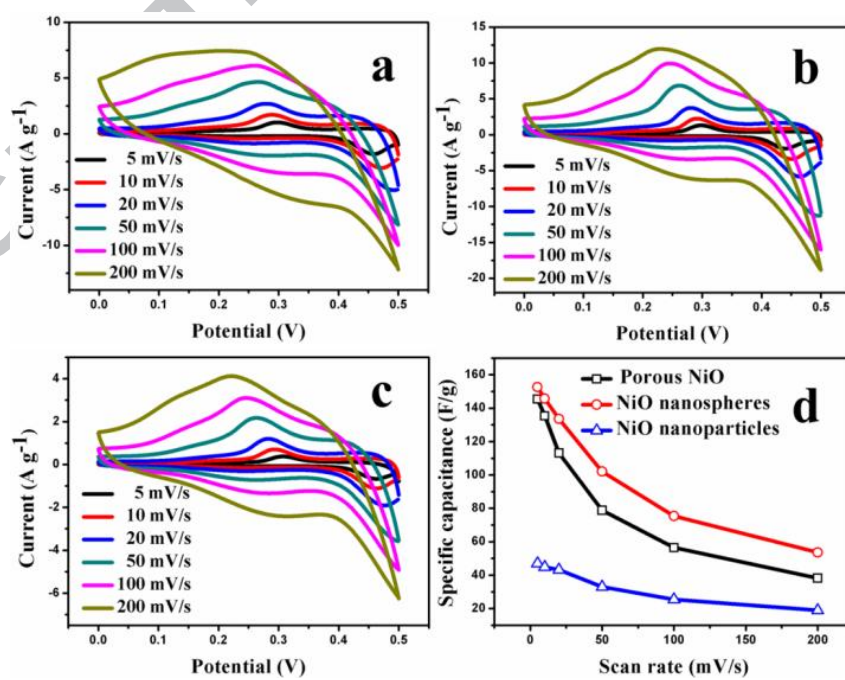 a
Current (A g⁻¹)
10
5
0
-5
-10
5 mV/s
10 mV/s
20 mV/s
50 mV/s
100 mV/s
200 mV/s
0.0 0.1 0.2 0.3 0.4 0.5
Potential (V)
b
Current (A g⁻¹)
15
10
5
0
-5
-10
-15
-20
5 mV/s
10 mV/s
20 mV/s
50 mV/s
100 mV/s
200 mV/s
0.0 0.1 0.2 0.3 0.4 0.5
Potential (V)
c
Current (A g⁻¹)
4
2
0
-2
-4
-6
5 mV/s
10 mV/s
20 mV/s
50 mV/s
100 mV/s
200 mV/s
0.0 0.1 0.2 0.3 0.4 0.5
Potential (V)
d
Specific capacitance (F/g)
160
140
120
100
80
60
40
20
Porous NiO
NiO nanospheres
NiO nanoparticles
0 50 100 150 200
Scan rate (mV/s)